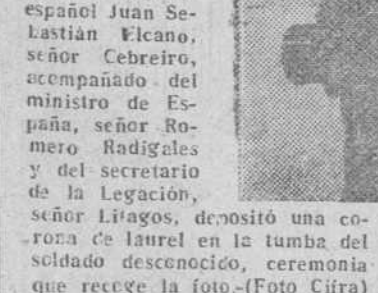 español Juan Se-
bastián Elcano,
señor Cebreiro,
acompañado del
ministro de Es-
paña, señor Ro-
mero Radigales
y del secretario
de la Legación,
señor Litagos, depositó una co-
rona de laurel en la tumba del
soldado desconocido, ceremonia
que recoge la foto.-(Foto Cifra)